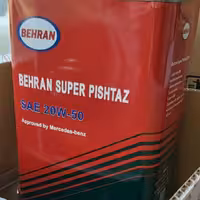 BEHRAN
BEHRAN SUPER PISHTAZ
SAE 20W-50
Approved by Mercedes-benz